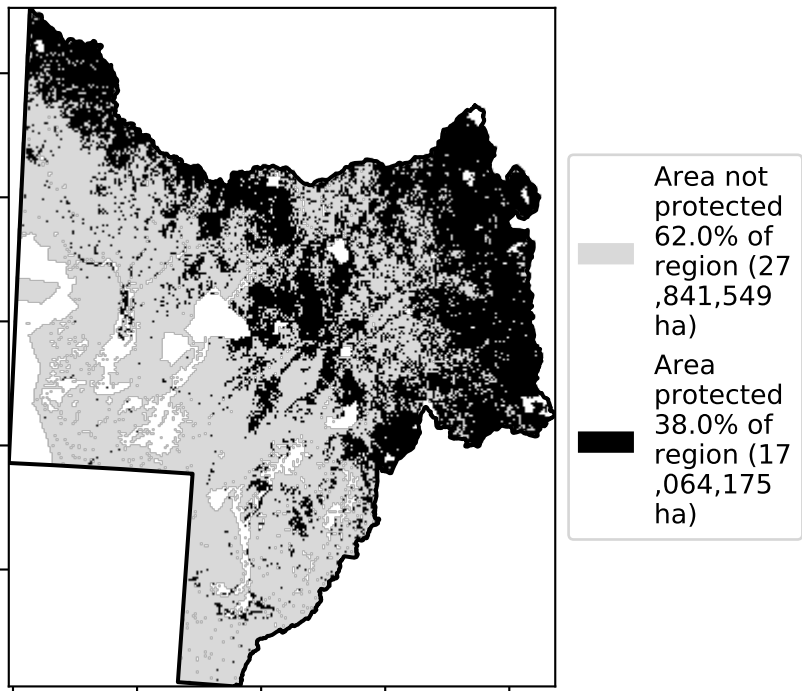 Area not
protected
62.0% of
region (27
,841,549
ha)
Area
protected
38.0% of
region (17
,064,175
ha)